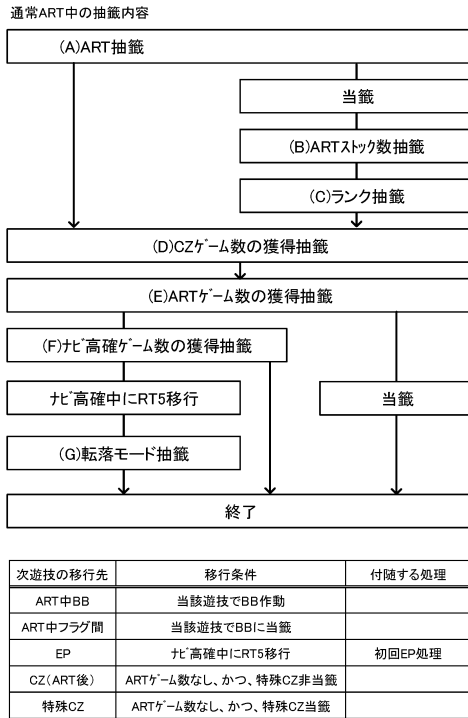 通常ART中の抽籤内容
(A)ART抽籤
当籤
(B)ARTストック数抽籤
(C)ランク抽籤
(D)CZゲーム数の獲得抽籤
(E)ARTゲーム数の獲得抽籤
(F)ナビ高確ゲーム数の獲得抽籤
ナビ高確中にRT5移行
当籤
(G)転落モード抽籤
終了
次遊技の移行先 移行条件 付随する処理
ART中BB 当該遊技でBB作動
ART中フラグ間 当該遊技でBBに当籤
EP ナビ高確中にRT5移行 初回EP処理
CZ(ART後) ARTゲーム数なし、かつ、特殊CZ非当籤
特殊CZ ARTゲーム数なし、かつ、特殊CZ当籤